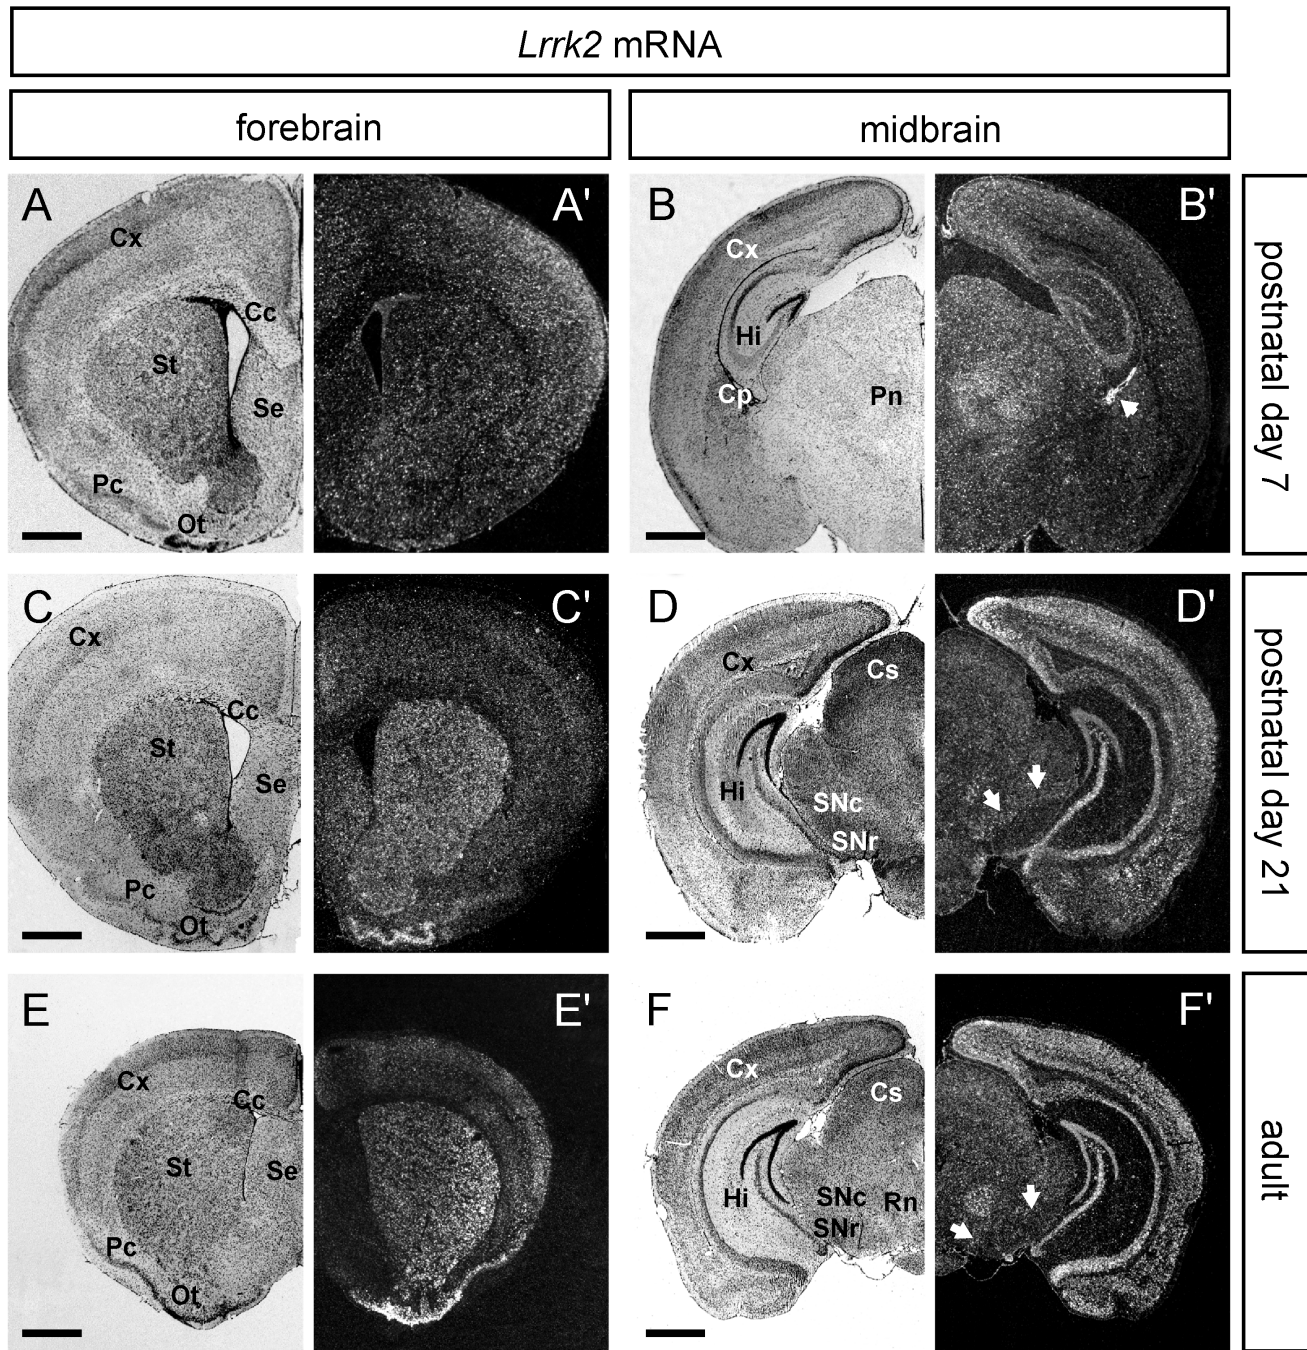 Lrrk2 mRNA
forebrain
midbrain
A
Cx
Cc
St
Se
Pc
Ot
A'
B
Cx
Hi
Cp
Pn
B'
postnatal day 7
C
Cx
Cc
St
Se
Pc
Ot
C'
D
Cx
Cs
Hi
SNc
SNr
D'
postnatal day 21
E
Cx
Cc
St
Se
Pc
Ot
E'
F
Cx
Cs
Hi
SNc
Rn
SNr
F'
adult